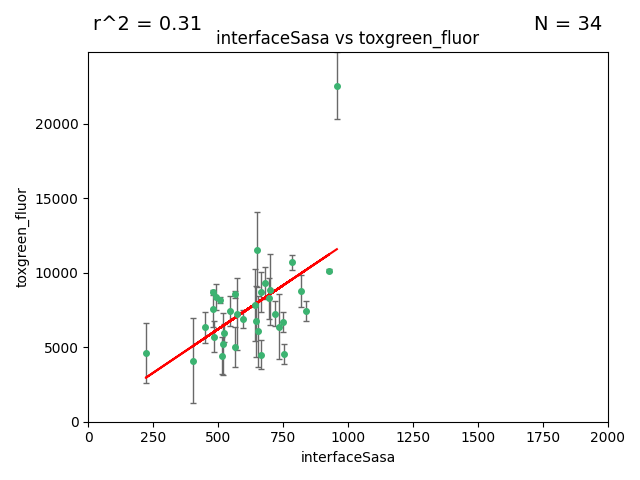 r^2 = 0.31
N = 34
interfaceSasa vs toxgreen_fluor
20000
15000
10000
5000
0
toxgreen_fluor
0 250 500 750 1000 1250 1500 1750 2000
interfaceSasa